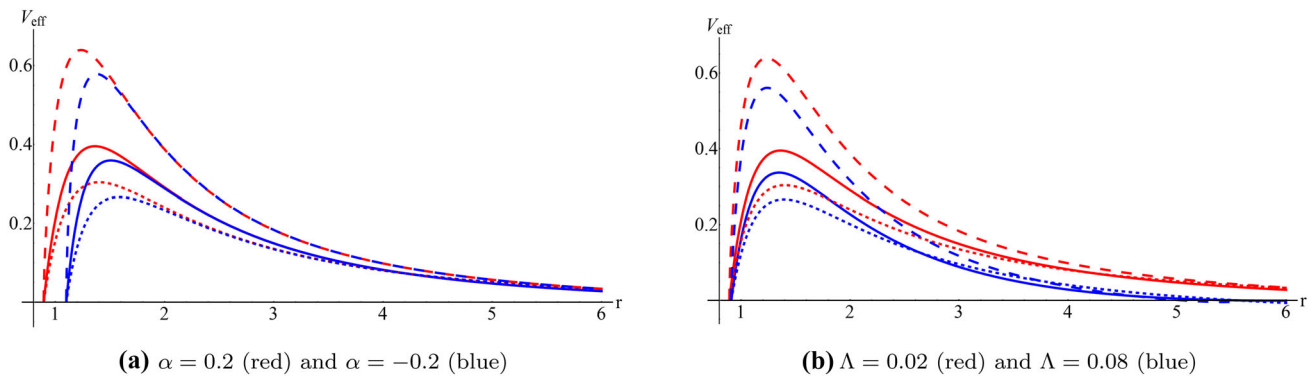 V_eff
0.6
0.4
0.2
1 2 3 4 5 6 r
(a) α = 0.2 (red) and α = −0.2 (blue)
V_eff
0.6
0.4
0.2
1 2 3 4 5 6 r
(b) Λ = 0.02 (red) and Λ = 0.08 (blue)